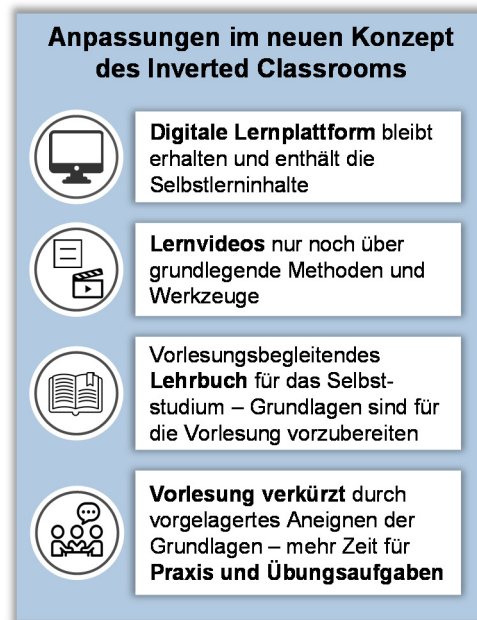 Anpassungen im neuen Konzept
des Inverted Classrooms
Digitale Lernplattform bleibt
erhalten und enthält die
Selbstlerninhalte
Lernvideos nur noch über
grundlegende Methoden und
Werkzeuge
Vorlesungsbegleitendes
Lehrbuch für das Selbst-
studium – Grundlagen sind für
die Vorlesung vorzubereiten
Vorlesung verkürzt durch
vorgelagertes Aneignen der
Grundlagen – mehr Zeit für
Praxis und Übungsaufgaben